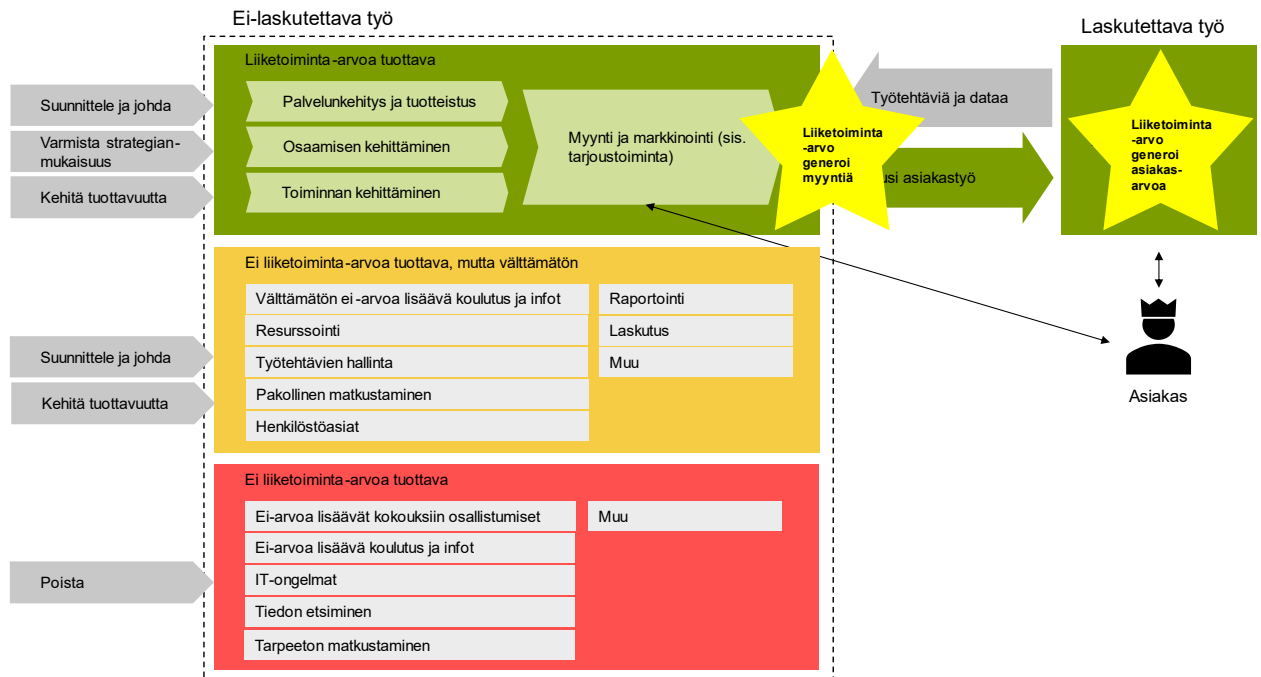 Ei-laskutettava työ
Laskutettava työ
Liiketoiminta-arvoa tuottava
Suunnittele ja johda
Varmista strategian-
mukaisuus
Kehitä tuottavuutta
Palvelunkehitys ja tuotteistus
Osaamisen kehittäminen
Toiminnan kehittäminen
Myynti ja markkinointi (sis.
tarjoustoiminta)
Liiketoiminta
-arvo
generoi
myyntiä
Työtehtäviä ja dataa
usi asiakastyö
Liiketoiminta
-arvo
generoi
asiakas-
arvoa
Ei liiketoiminta-arvoa tuottava, mutta välttämätön
Suunnittele ja johda
Kehitä tuottavuutta
Välttämätön ei -arvoa lisäävä koulutus ja infot
Resurssointi
Työtehtävien hallinta
Pakollinen matkustaminen
Henkilöstöasiat
Raportointi
Laskutus
Muu
Asiakas
Ei liiketoiminta-arvoa tuottava
Poista
Ei-arvoa lisäävät kokouksiin osallistumiset
Ei-arvoa lisäävä koulutus ja infot
IT-ongelmat
Tiedon etsiminen
Tarpeeton matkustaminen
Muu